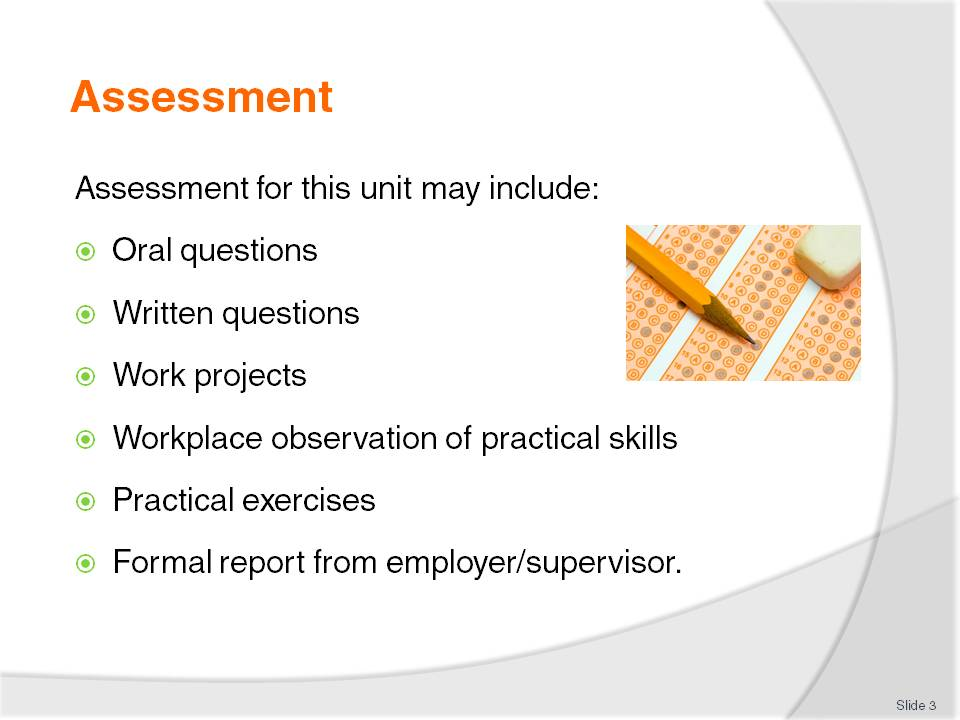 Assessment
Assessment for this unit may include:
Oral questions
Written questions
Work projects
Workplace observation of practical skills
Practical exercises
Formal report from employer/supervisor.
Slide 3